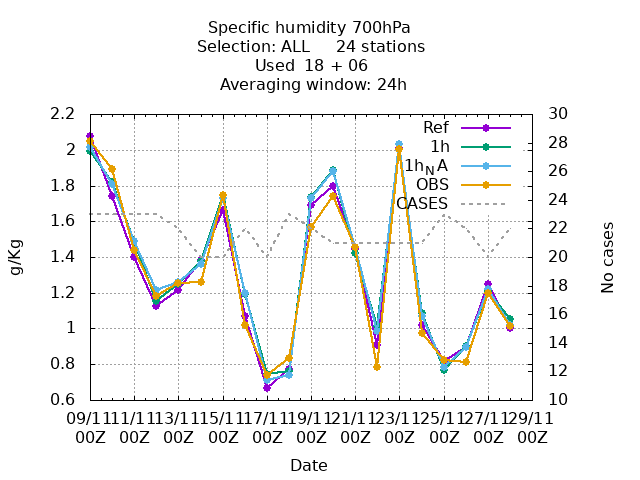 Specific humidity 700hPa
Selection: ALL 24 stations
Used 18 + 06
Averaging window: 24h
g/Kg
No cases
2.2
2
1.8
1.6
1.4
1.2
1
0.8
0.6
30
28
26
24
22
20
18
16
14
12
10
Ref
1h
1hNA
OBS
CASES
09/11 11/11 13/11 15/11 17/11 19/11 21/11 23/11 25/11 27/11 29/11
00Z 00Z 00Z 00Z 00Z 00Z 00Z 00Z 00Z 00Z 00Z
Date